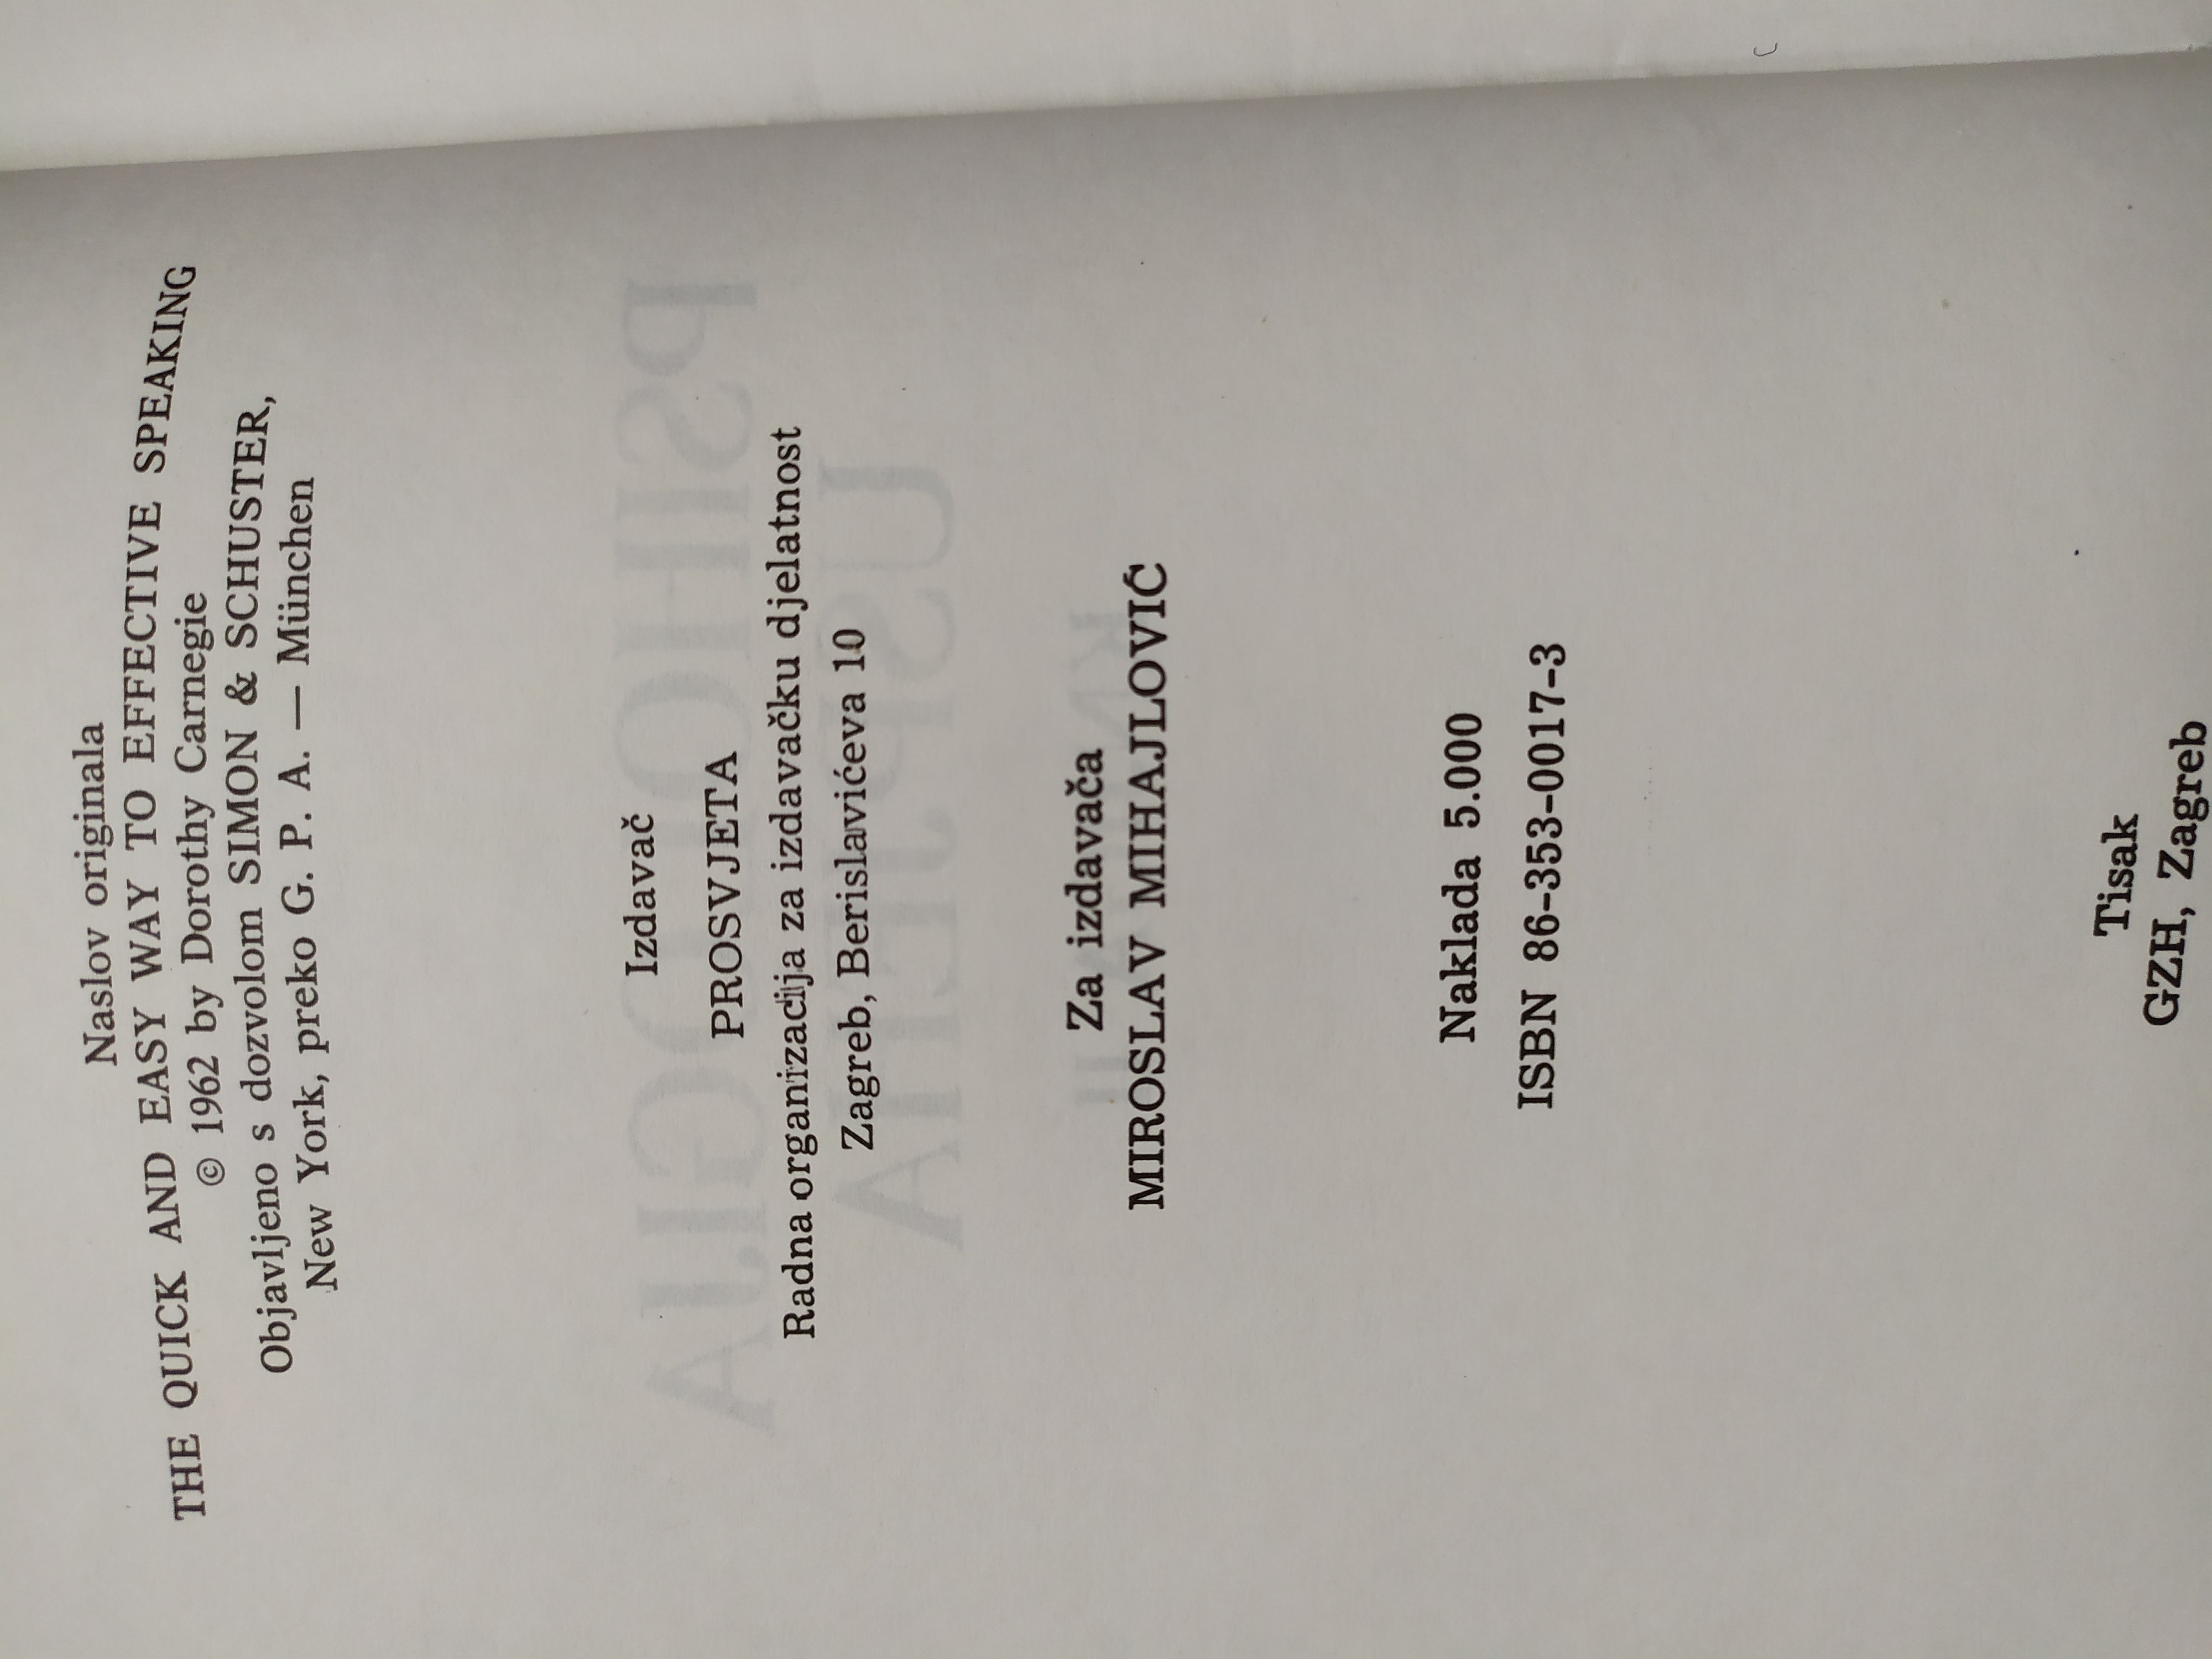 Naslov originala
THE QUICK AND EASY WAY TO EFFECTIVE SPEAKING
© 1962 by Dorothy Carnegie
Objavljeno s dozvolom SIMON & SCHUSTER,
New York, preko G. P. A. — München
Izdavač
PROSVJETA
Radna organizacija za izdavačku djelatnost
Zagreb, Berislavićeva 10
Za izdavača
MIROSLAV MIHAJLOVIĆ
Naklada 5.000
ISBN 86-353-0017-3
Tisak
GZH, Zagreb